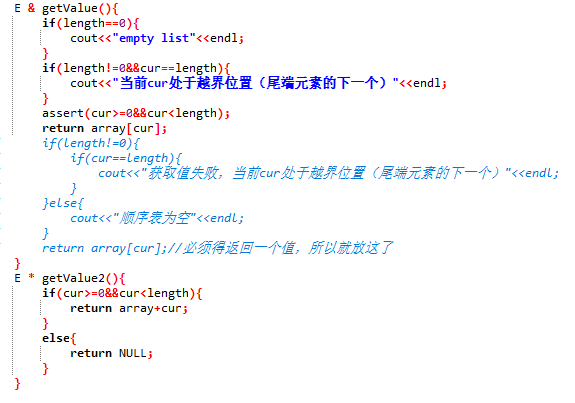 E & getValue(){
if(length==0){
cout<<"empty list"<<endl;
}
if(length!=0&&cur==length){
cout<<"当前cur处于越界位置（尾端元素的下一个）"<<endl;
}
assert(cur>=0&&cur<length);
return array[cur];
if(length!=0){
if(cur==length){
cout<<"获取值失败，当前cur处于越界位置（尾端元素的下一个）"<<endl;
}
}else{
cout<<"顺序表为空"<<endl;
}
return array[cur];//必须得返回一个值，所以就放这了
}
E * getValue2(){
if(cur>=0&&cur<length){
return array+cur;
}
else{
return NULL;
}
}